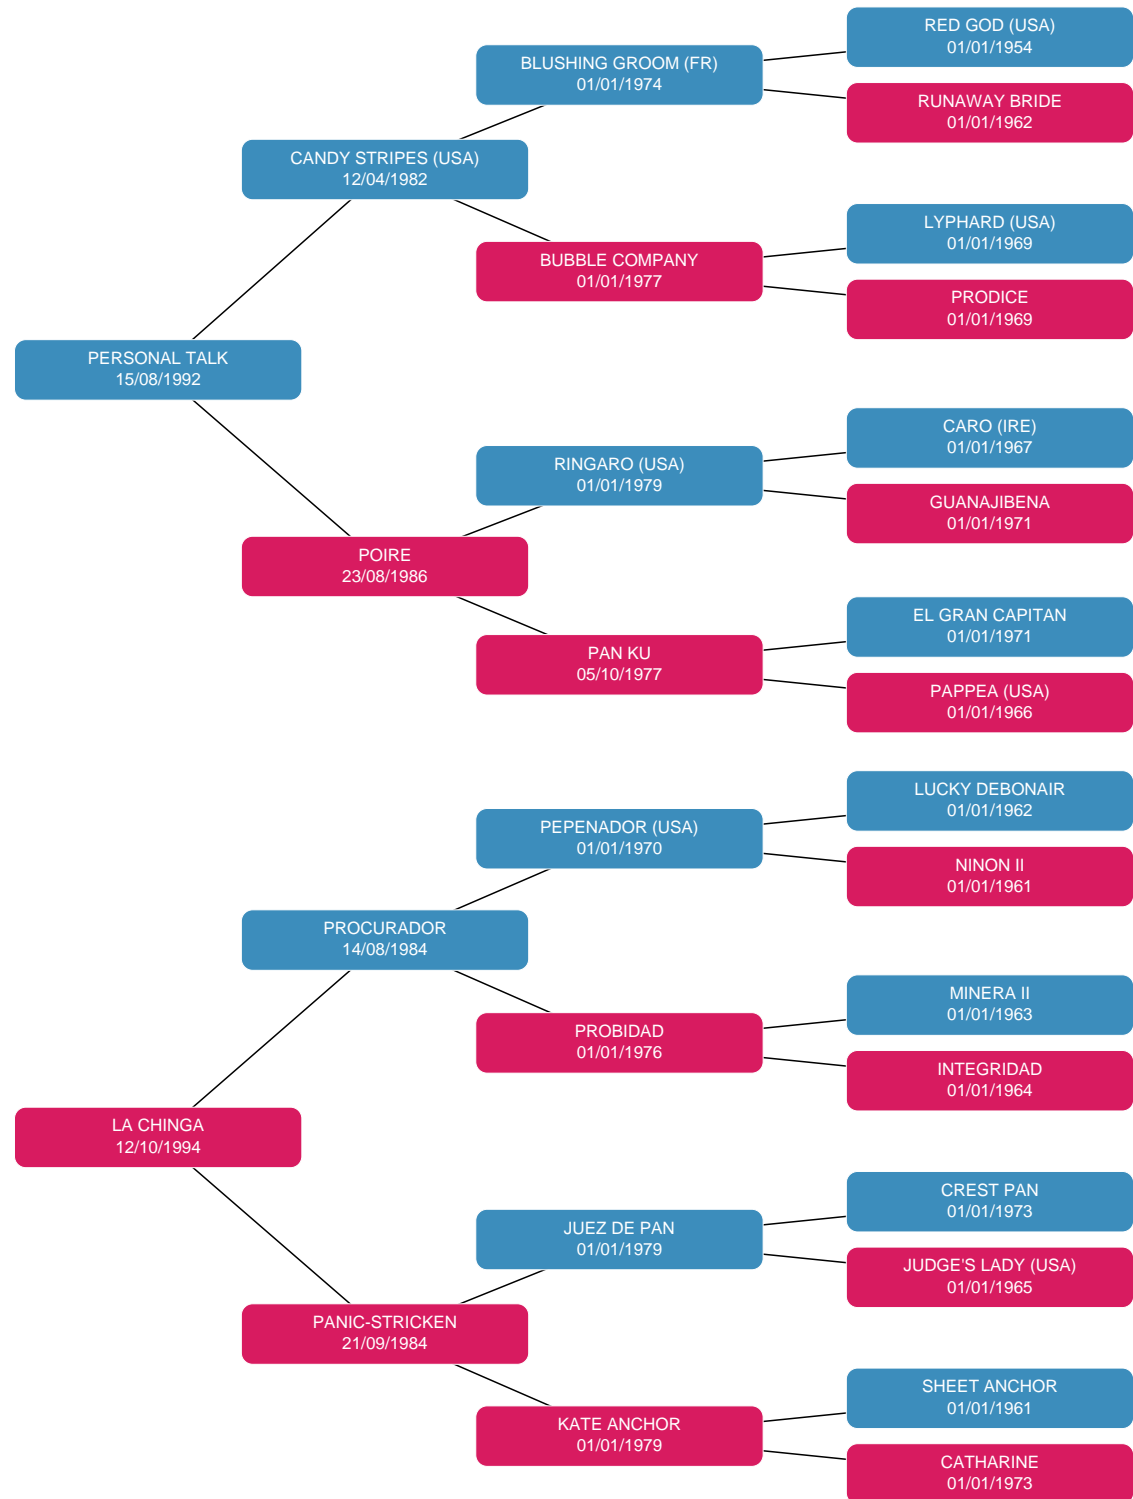 RED GOD (USA)
01/01/1954
BLUSHING GROOM (FR)
01/01/1974
RUNAWAY BRIDE
01/01/1962
CANDY STRIPES (USA)
12/04/1982
LYPHARD (USA)
01/01/1969
BUBBLE COMPANY
01/01/1977
PRODICE
01/01/1969
PERSONAL TALK
15/08/1992
CARO (IRE)
01/01/1967
RINGARO (USA)
01/01/1979
GUANAJIBENA
01/01/1971
POIRE
23/08/1986
EL GRAN CAPITAN
01/01/1971
PAN KU
05/10/1977
PAPPEA (USA)
01/01/1966
LUCKY DEBONAIR
01/01/1962
PEPENADOR (USA)
01/01/1970
NINON II
01/01/1961
PROCURADOR
14/08/1984
MINERA II
01/01/1963
PROBIDAD
01/01/1976
INTEGRIDAD
01/01/1964
LA CHINGA
12/10/1994
CREST PAN
01/01/1973
JUEZ DE PAN
01/01/1979
JUDGE'S LADY (USA)
01/01/1965
PANIC-STRICKEN
21/09/1984
SHEET ANCHOR
01/01/1961
KATE ANCHOR
01/01/1979
CATHARINE
01/01/1973